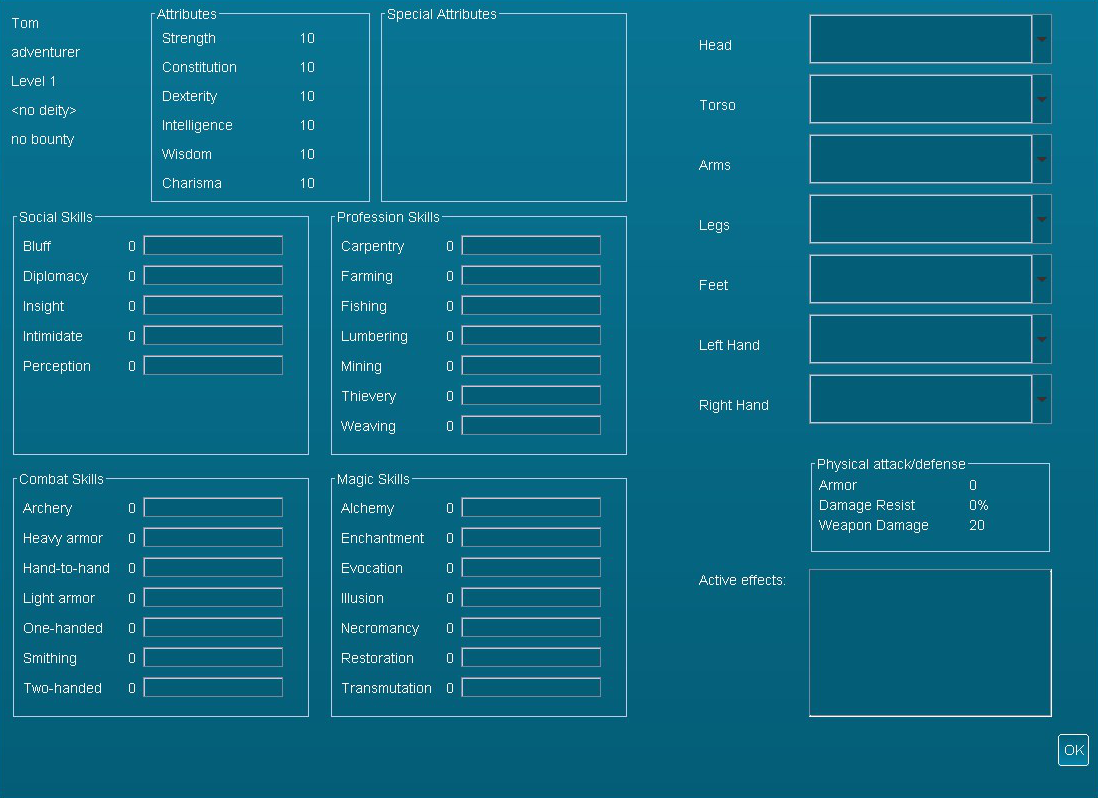 Tom
adventurer
Level 1
<no deity>
no bounty
Attributes
Strength 10
Constitution 10
Dexterity 10
Intelligence 10
Wisdom 10
Charisma 10
Special Attributes
Social Skills
Bluff 0
Diplomacy 0
Insight 0
Intimidate 0
Perception 0
Profession Skills
Carpentry 0
Farming 0
Fishing 0
Lumbering 0
Mining 0
Thievery 0
Weaving 0
Combat Skills
Archery 0
Heavy armor 0
Hand-to-hand 0
Light armor 0
One-handed 0
Smithing 0
Two-handed 0
Magic Skills
Alchemy 0
Enchantment 0
Evocation 0
Illusion 0
Necromancy 0
Restoration 0
Transmutation 0
Head
Torso
Arms
Legs
Feet
Left Hand
Right Hand
Physical attack/defense
Armor 0
Damage Resist 0%
Weapon Damage 20
Active effects:
OK